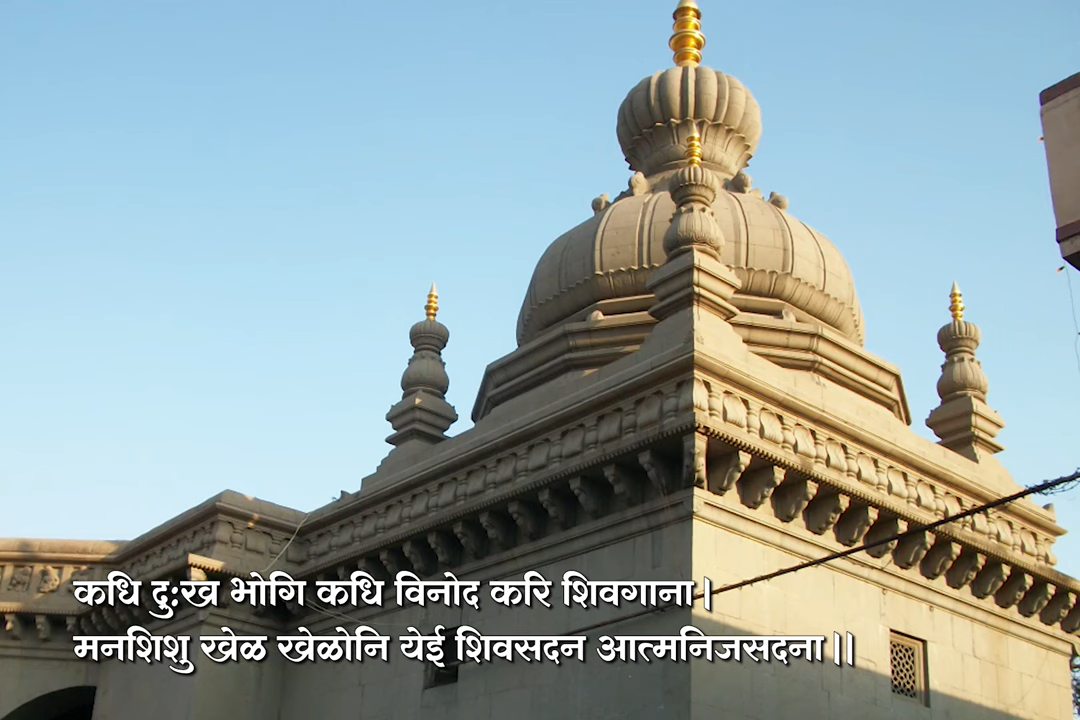 कधि दुःख भोगि कधि विनोद करि शिवगाना।
मनशिशु खेळ खेळोनि येई शिवसदन आत्मनिजसदना॥